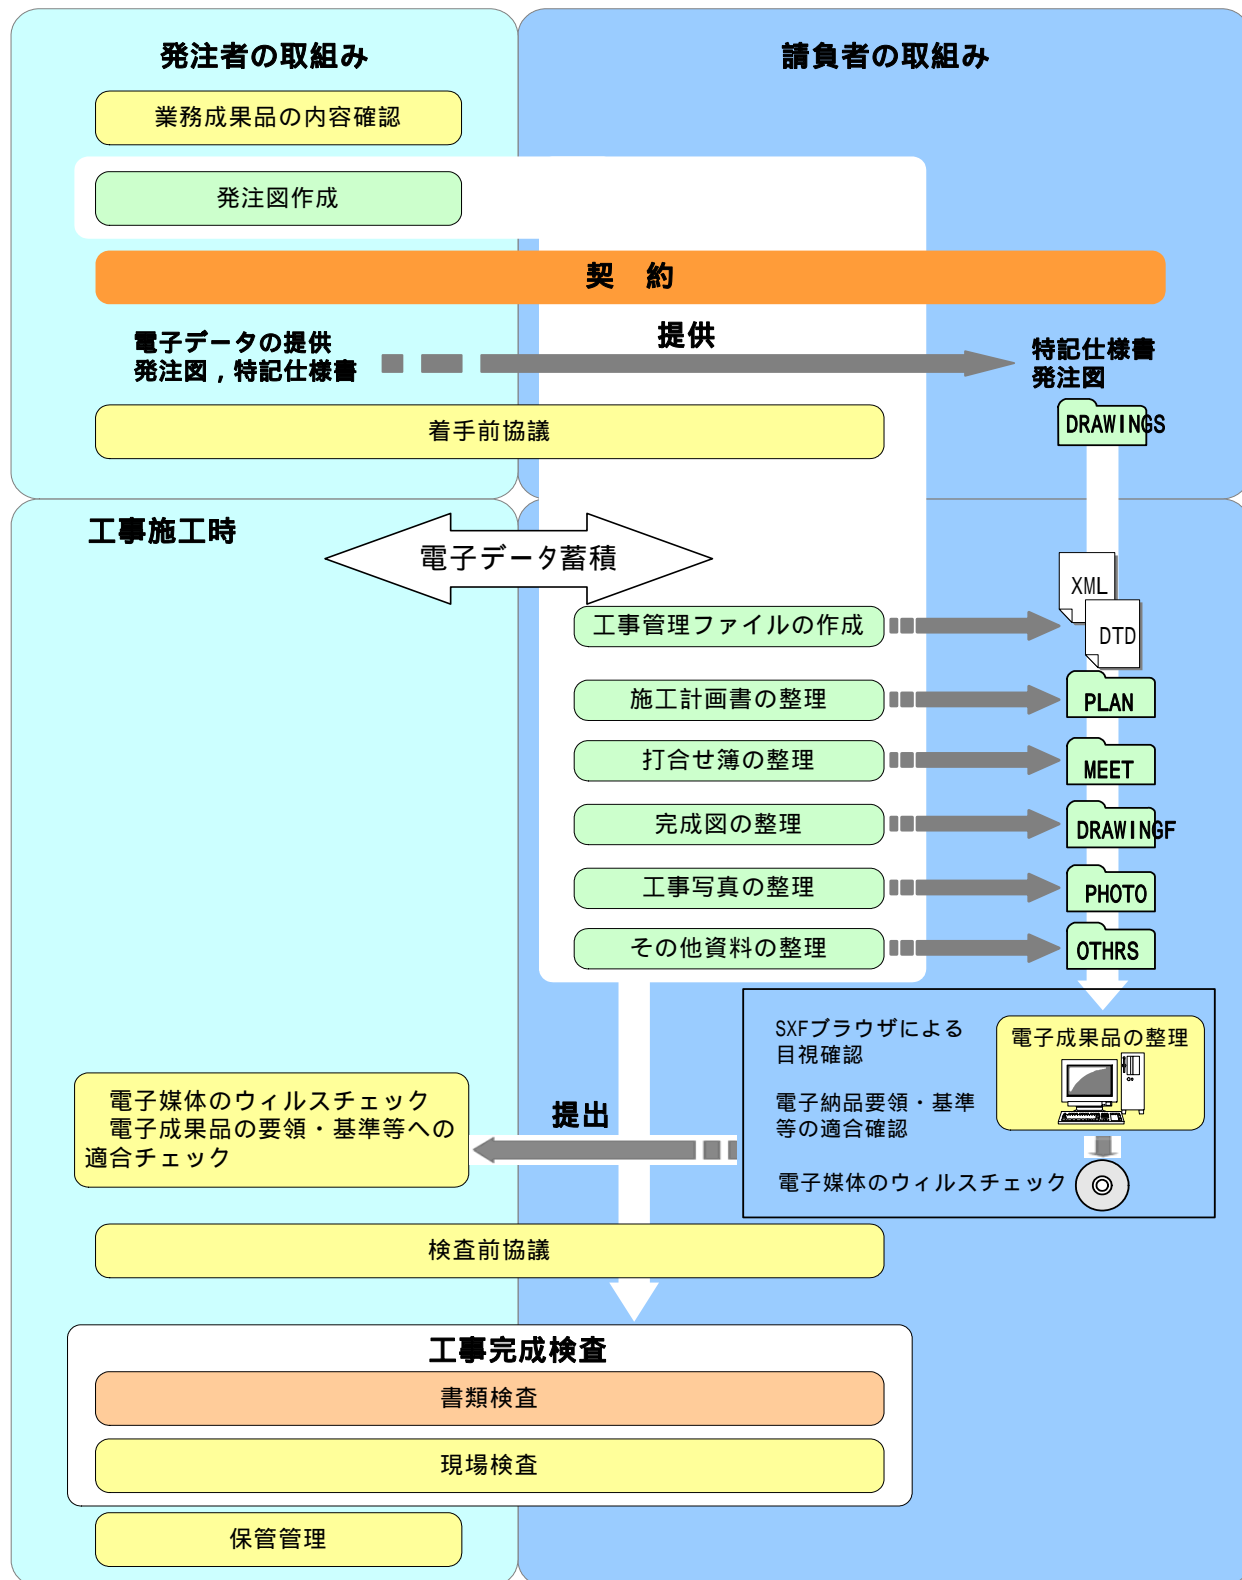 発注者の取組み
請負者の取組み
業務成果品の内容確認
発注図作成
契 約
電子データの提供
発注図，特記仕様書
提供
特記仕様書
発注図
DRAWINGS
着手前協議
工事施工時
電子データ蓄積
XML
DTD
工事管理ファイルの作成
施工計画書の整理
PLAN
打合せ簿の整理
MEET
完成図の整理
DRAWINGF
工事写真の整理
PHOTO
その他資料の整理
OTHRS
SXFブラウザによる
目視確認
電子納品要領・基準
等の適合確認
電子媒体のウィルスチェック
電子成果品の整理
提出
電子媒体のウィルスチェック
電子成果品の要領・基準等への
適合チェック
検査前協議
工事完成検査
書類検査
現場検査
保管管理